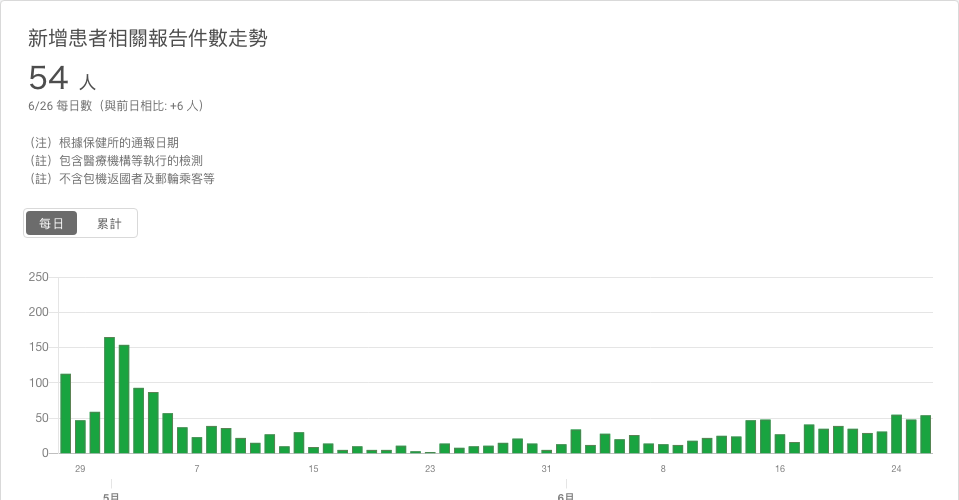 新增患者相關報告件數走勢
54 人
6/26 每日數（與前日相比: +6 人）
（注）根據保健所的通報日期
（註）包含醫療機構等執行的檢測
（註）不含包機返國者及郵輪乘客等
每日 累計
250
200
150
100
50
0
29 7 15 23 31 8 16 24
5月 6月